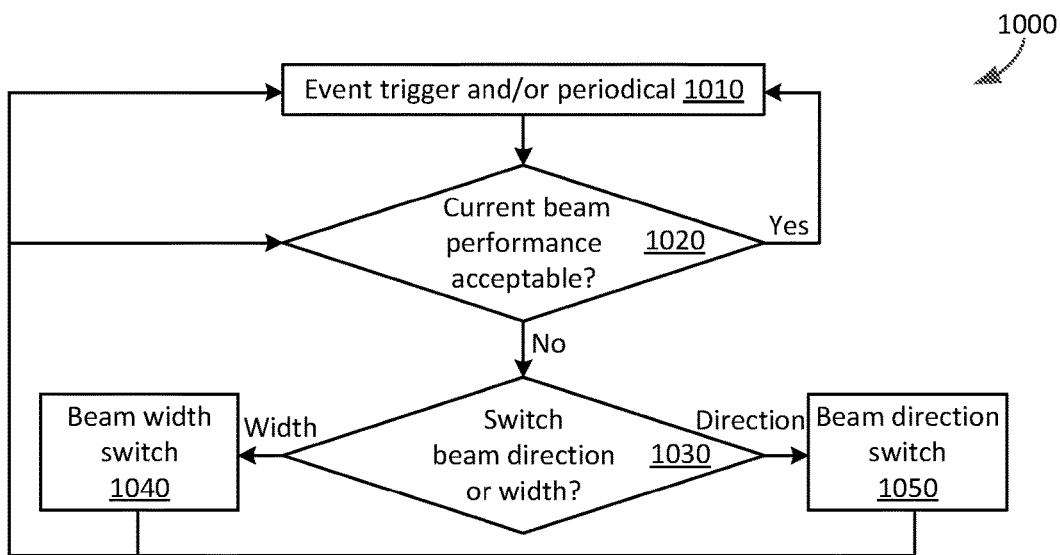 1000
Event trigger and/or periodical 1010
Current beam
performance
acceptable?
1020
Yes
No
Beam width
switch
1040
Width
Switch
beam direction
or width?
1030
Direction
Beam direction
switch
1050